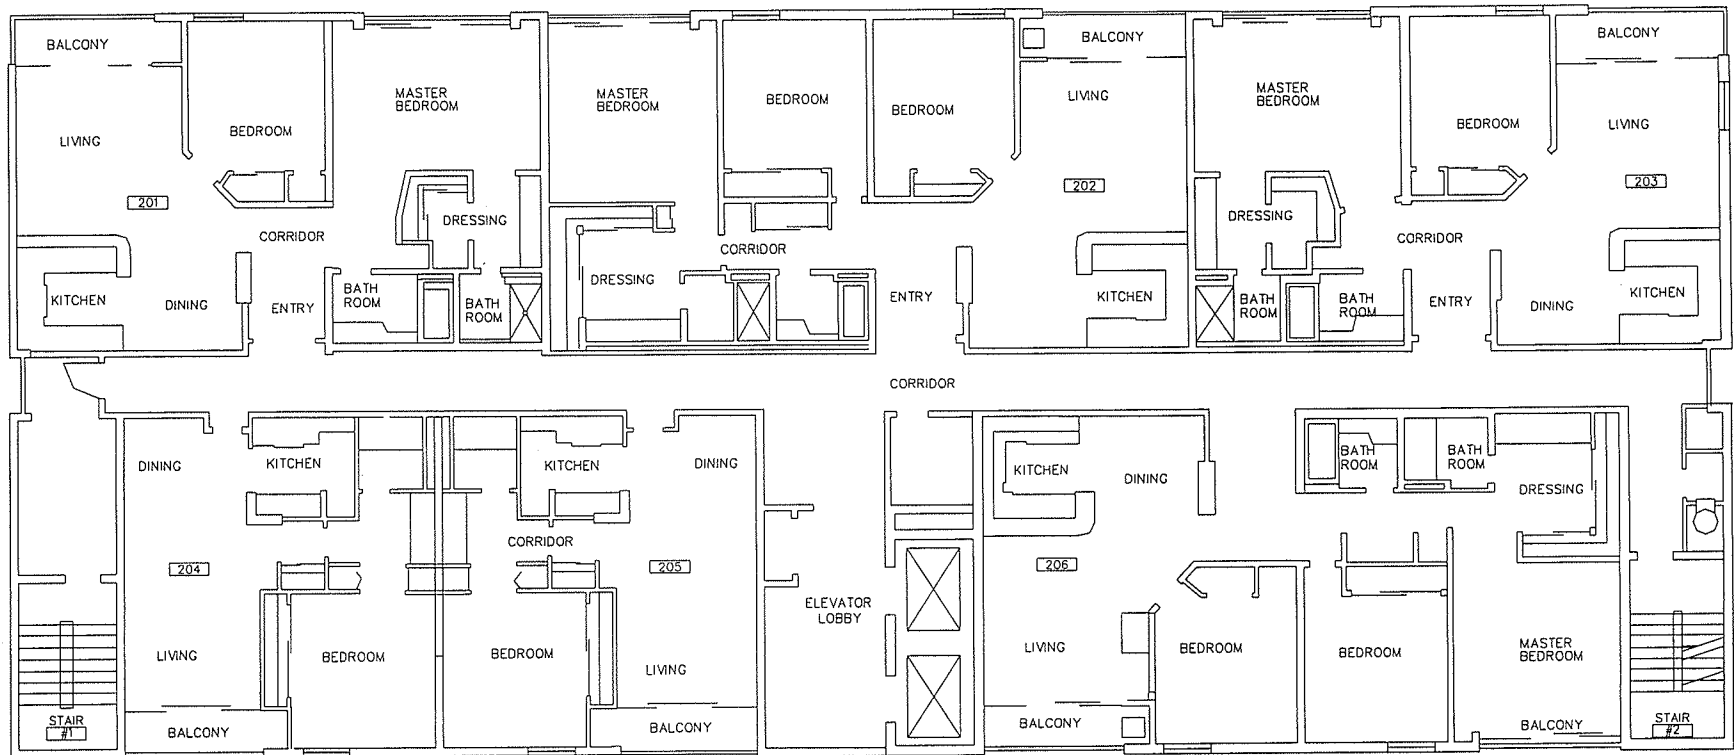 BALCONY
LIVING
BEDROOM
201
CORRIDOR
KITCHEN
DINING
ENTRY
MASTER
BEDROOM
DRESSING
BATH
ROOM
BATH
ROOM
MASTER
BEDROOM
BEDROOM
BEDROOM
BALCONY
LIVING
202
CORRIDOR
DRESSING
ENTRY
KITCHEN
MASTER
BEDROOM
DRESSING
BATH
ROOM
BATH
ROOM
BEDROOM
BALCONY
LIVING
203
CORRIDOR
ENTRY
DINING
KITCHEN
CORRIDOR
DINING
KITCHEN
204
LIVING
BEDROOM
BALCONY
STAIR
#1
KITCHEN
DINING
CORRIDOR
205
BEDROOM
LIVING
BALCONY
ELEVATOR
LOBBY
KITCHEN
DINING
206
LIVING
BEDROOM
BALCONY
BATH
ROOM
BATH
ROOM
DRESSING
BEDROOM
MASTER
BEDROOM
BALCONY
STAIR
#2